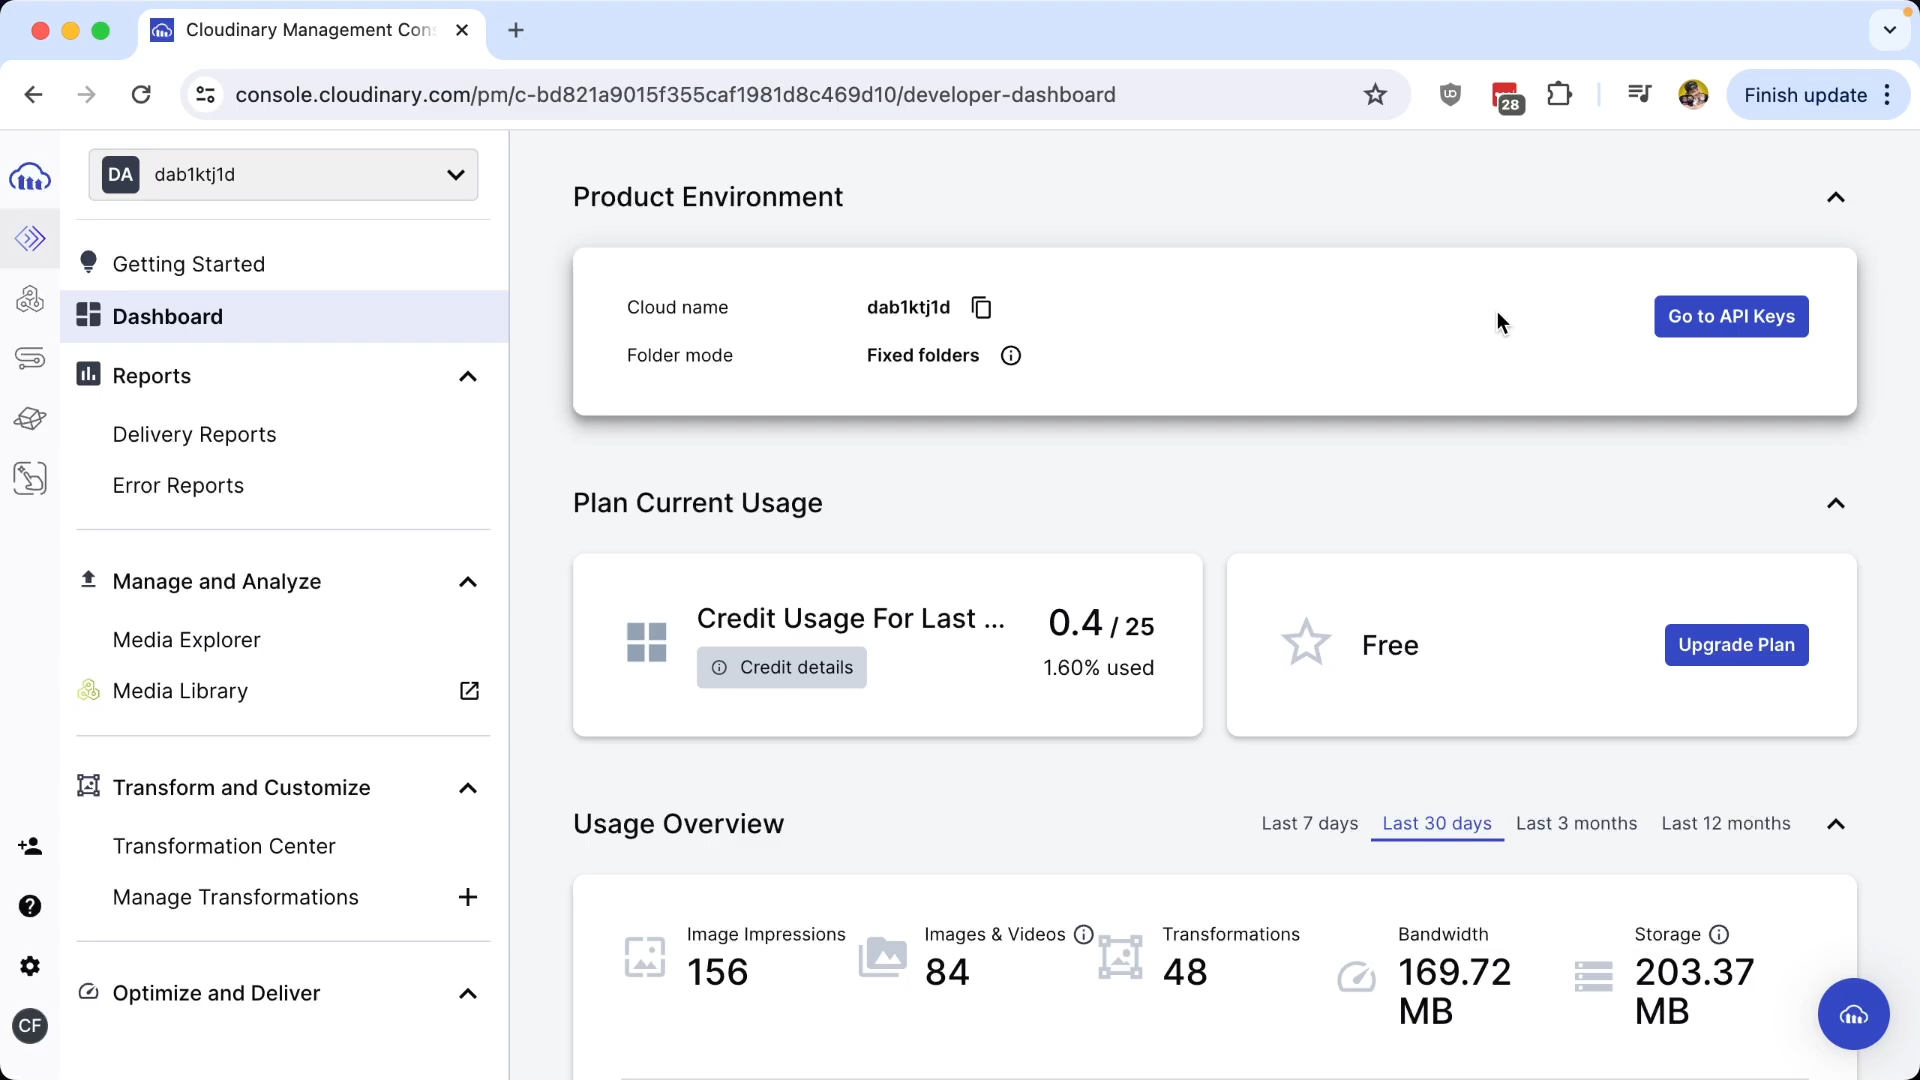 Cloudinary Management Con
console.cloudinary.com/pm/c-bd821a9015f355caf1981d8c469d10/developer-dashboard
UD
28
Finish update
DA dab1ktj1d
Getting Started
Dashboard
Reports
Delivery Reports
Error Reports
Manage and Analyze
Media Explorer
Media Library
Transform and Customize
Transformation Center
Manage Transformations
Optimize and Deliver
CF
Product Environment
Cloud name dab1ktj1d
Folder mode Fixed folders
Go to API Keys
Plan Current Usage
Credit Usage For Last ...
Credit details
0.4 / 25
1.60% used
Free
Upgrade Plan
Usage Overview
Last 7 days Last 30 days Last 3 months Last 12 months
Image Impressions
156
Images & Videos
84
Transformations
48
Bandwidth
169.72
MB
Storage
203.37
MB